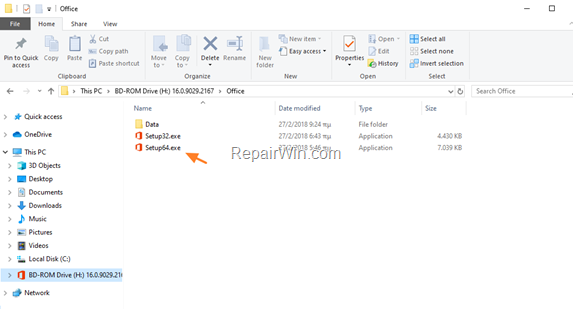 Office
File Home Share View
Pin to Quick access
Copy
Paste
Cut
Copy path
Paste shortcut
Clipboard
Move to
Copy to
Delete
Rename
Organize
New folder
New item
Easy access
New
Properties
Open
Edit
History
Open
Select all
Select none
Invert selection
Select
This PC > BD-ROM Drive (H:) 16.0.9029.2167 > Office
Search Office
Name Date modified Type Size
Data 27/2/2018 9:24 πμ File folder
Setup32.exe 27/2/2018 6:43 πμ Application 4.430 KB
Setup64.exe 27/2/2018 5:46 πμ Application 7.039 KB
RepairWin.com
Quick access
OneDrive
This PC
3D Objects
Desktop
Documents
Downloads
Music
Pictures
Videos
Local Disk (C:)
BD-ROM Drive (H:) 16.0.9029.216
Network